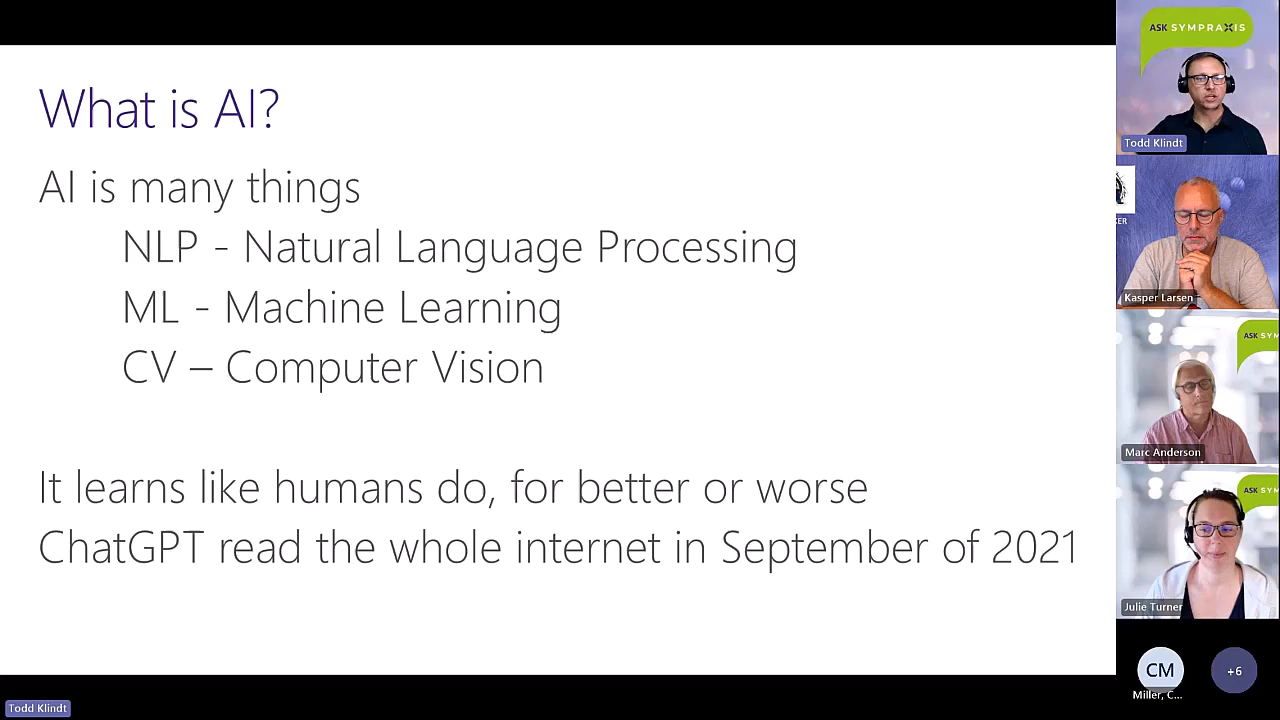 What is AI?
AI is many things
NLP - Natural Language Processing
ML - Machine Learning
CV – Computer Vision
It learns like humans do, for better or worse
ChatGPT read the whole internet in September of 2021
Todd Klindt
ASK SYMPRAXIS
Todd Klindt
KER
Kasper Larsen
ASK SYM
Marc Anderson
ASK SYM
Julie Turner
CM
+6
Miller, C...